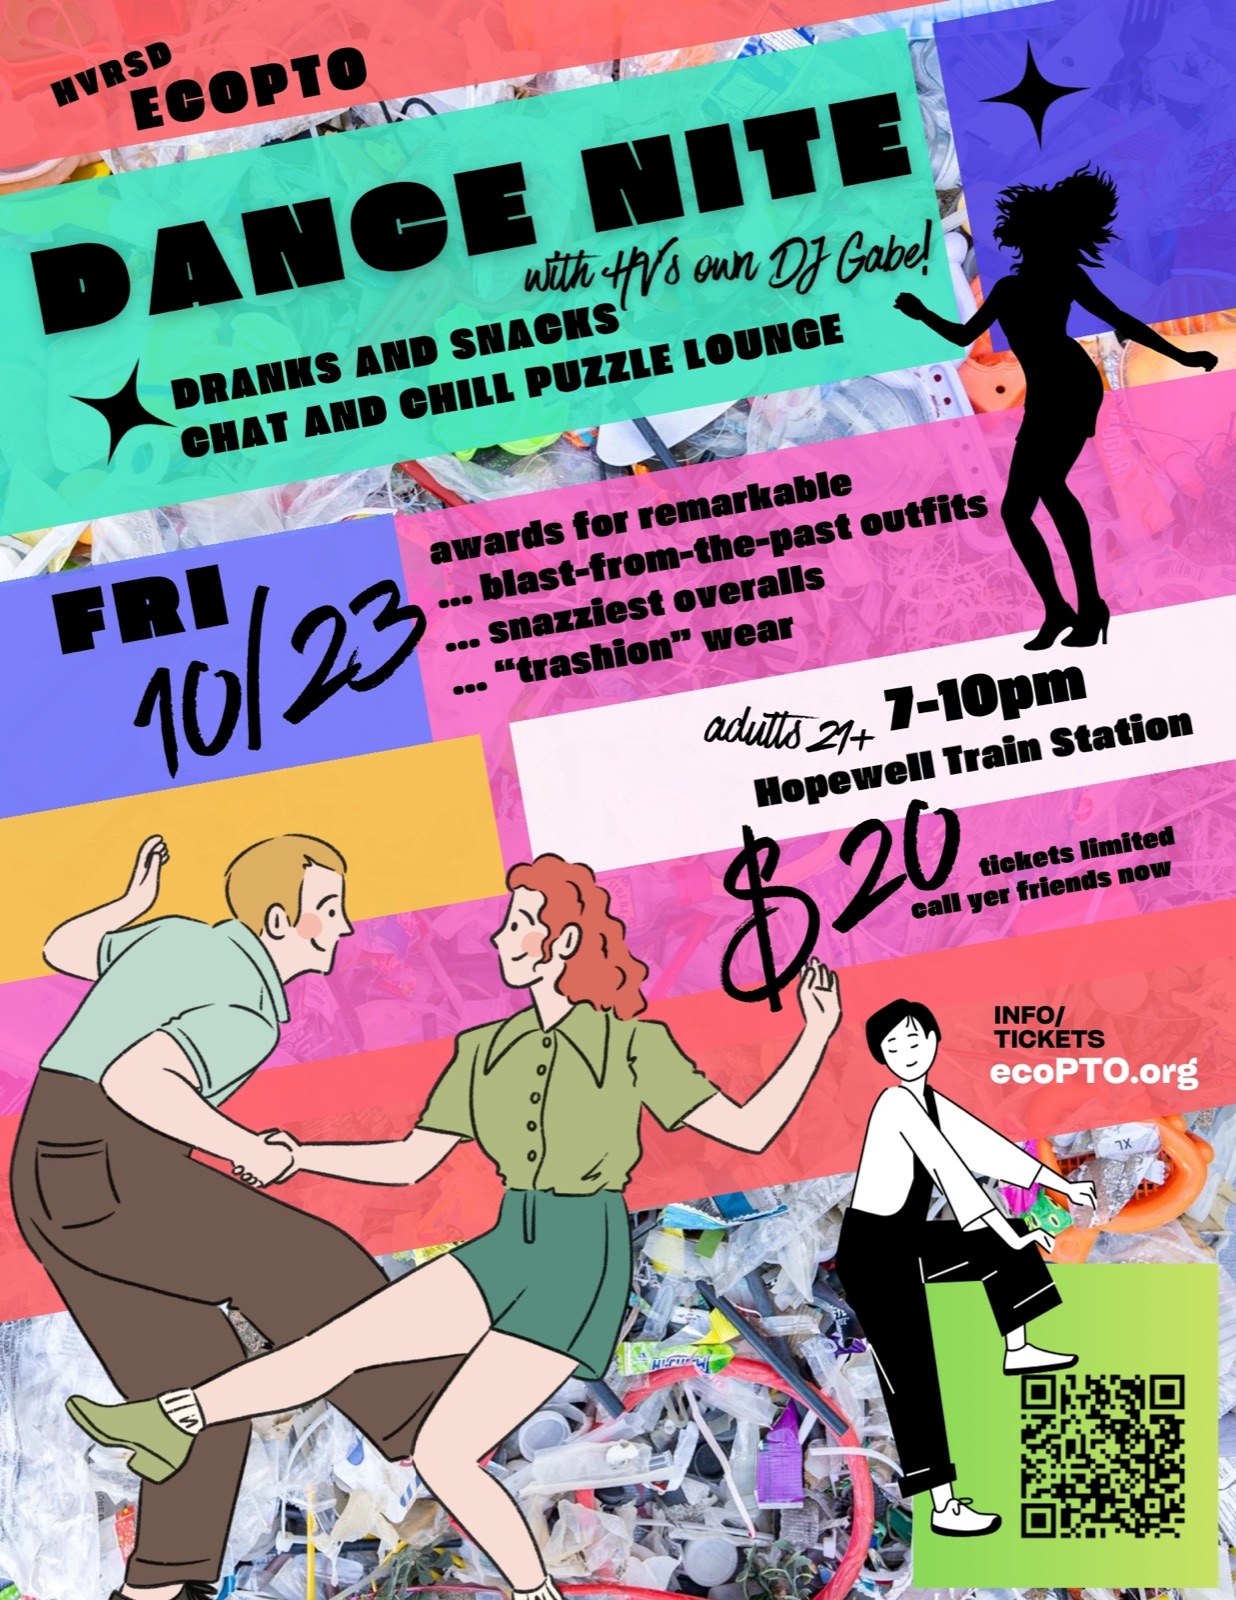 HVRSD
ECOPTO
DANCE NITE
with HV's own DJ Gabe!
DRANKS AND SNACKS
CHAT AND CHILL PUZZLE LOUNGE
FRI
10/23
awards for remarkable
... blast-from-the-past outfits
... snazziest overalls
... “trashion” wear
adults 21+ 7-10pm
Hopewell Train Station
$20
tickets limited
call yer friends now
INFO/
TICKETS
ecoPTO.org
XL